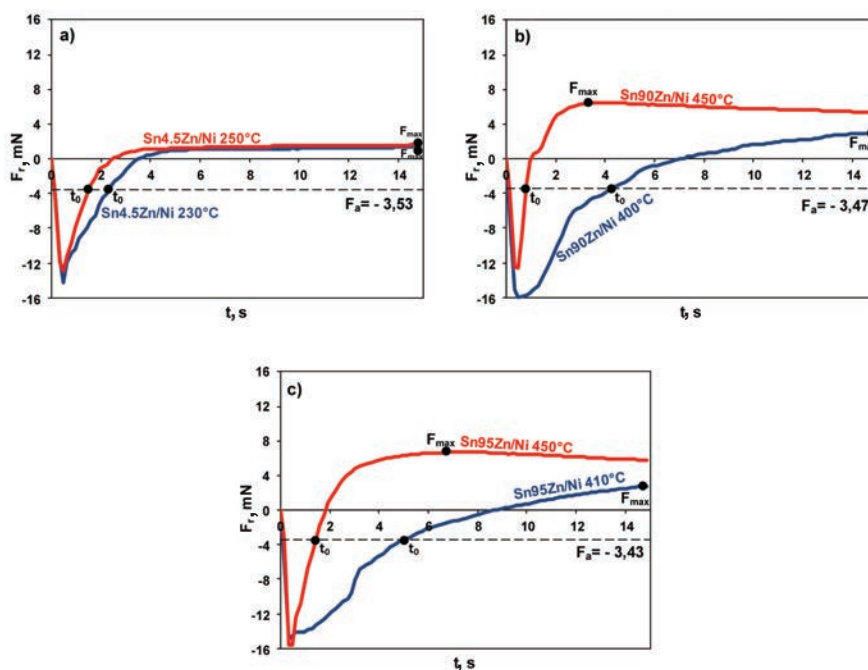 a)
16
12
8
4
0
-4
-8
-12
-16
Fr, mN
0 2 4 6 8 10 12 14
Sn4.5Zn/Ni 250°C
Fmax
Fmax
t0
t0
Sn4.5Zn/Ni 230°C
Fa= - 3,53
t, s
b)
16
12
8
4
0
-4
-8
-12
-16
Fr, mN
0 2 4 6 8 10 12 14
Sn90Zn/Ni 450°C
Fmax
Fma
t0
t0
Fa= - 3,47
Sn90Zn/Ni 400°C
t, s
c)
16
12
8
4
0
-4
-8
-12
-16
Fr, mN
0 2 4 6 8 10 12 14
Fmax
Sn95Zn/Ni 450°C
Sn95Zn/Ni 410°C
Fmax
t0
t0
Fa= - 3,43
t, s